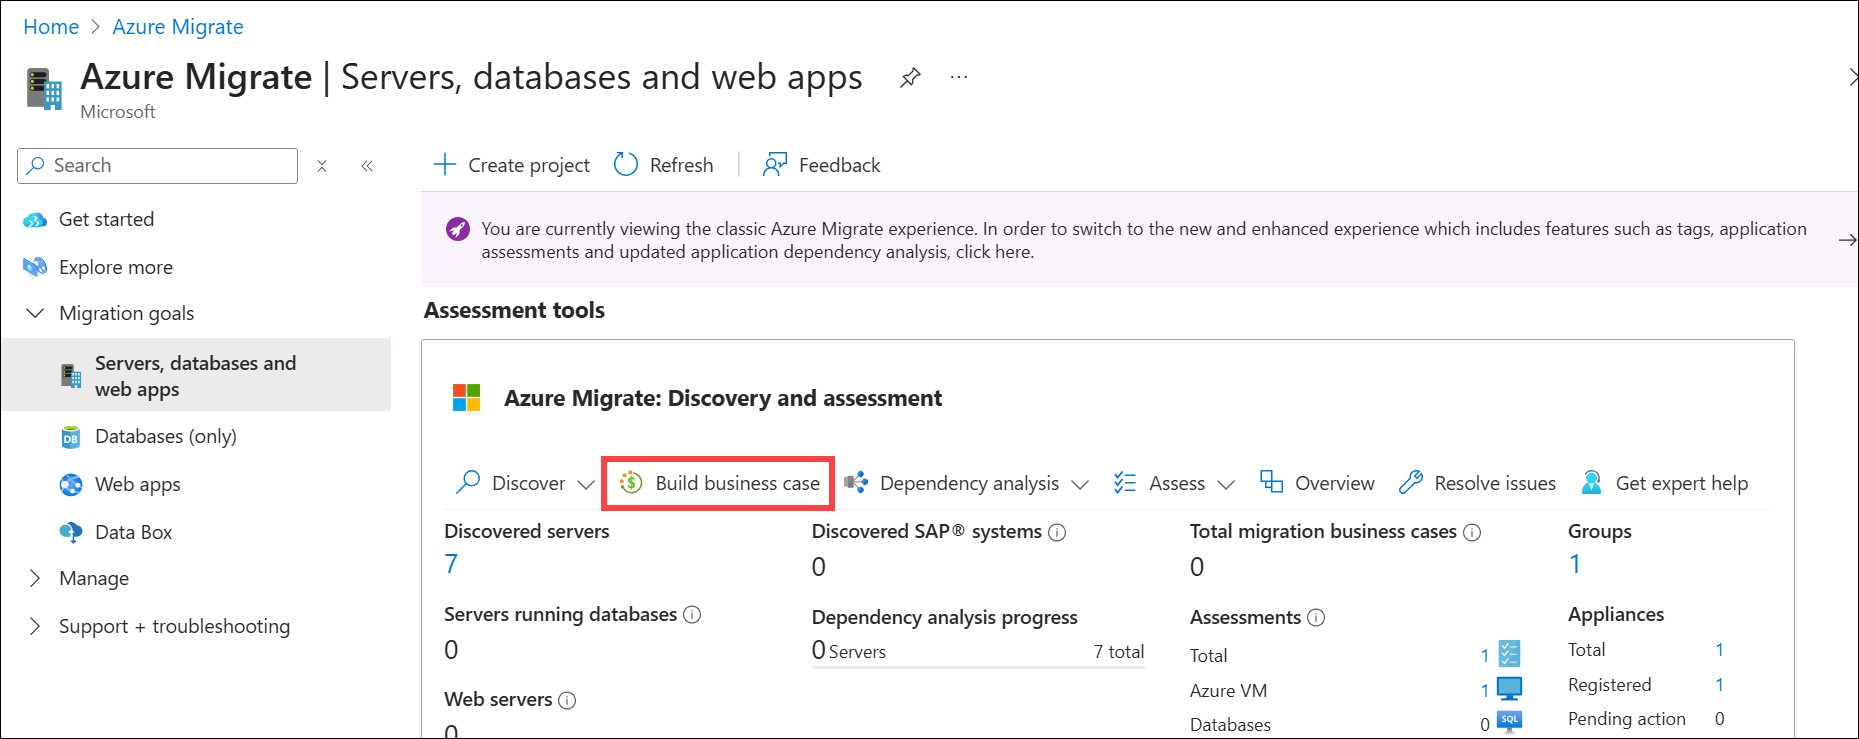 Home > Azure Migrate
Azure Migrate | Servers, databases and web apps
...
Microsoft
Search
«
Create project
Refresh
Feedback
Get started
Explore more
Migration goals
Servers, databases and
web apps
Databases (only)
Web apps
Data Box
Manage
Support + troubleshooting
You are currently viewing the classic Azure Migrate experience. In order to switch to the new and enhanced experience which includes features such as tags, application
assessments and updated application dependency analysis, click here.
Assessment tools
Azure Migrate: Discovery and assessment
Discover
Build business case
Dependency analysis
Assess
Overview
Resolve issues
Get expert help
Discovered servers
7
Servers running databases
0
Web servers
0
Discovered SAP® systems
0
Dependency analysis progress
0 Servers 7 total
Total migration business cases
0
Assessments
Total 1
Azure VM 1
Databases 0 SQL
Groups
1
Appliances
Total 1
Registered 1
Pending action 0